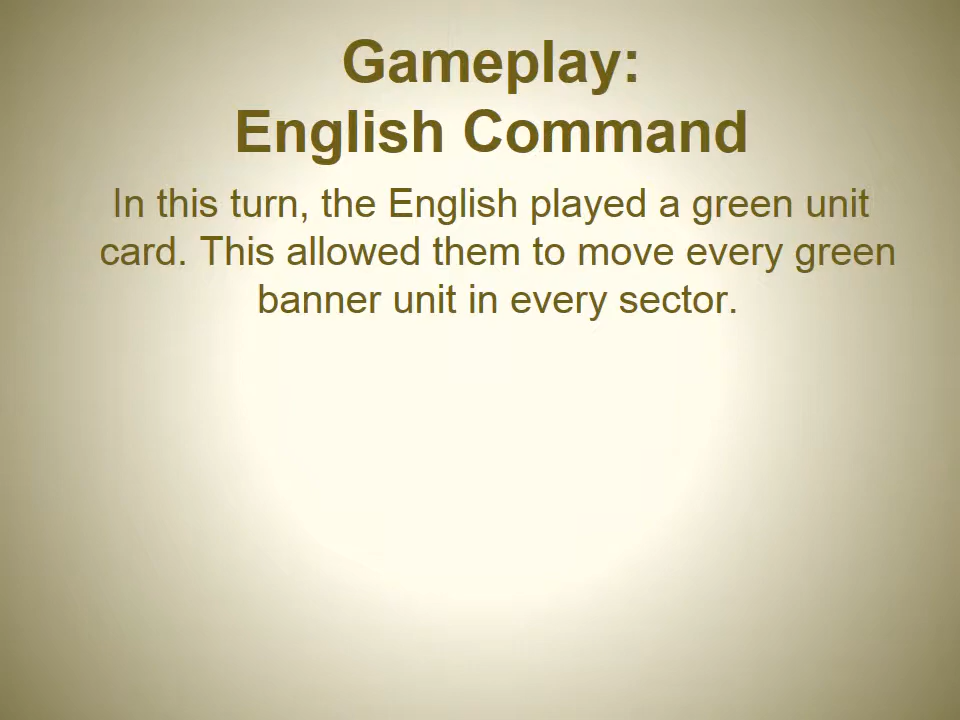 Gameplay:
English Command
In this turn, the English played a green unit
card. This allowed them to move every green
banner unit in every sector.